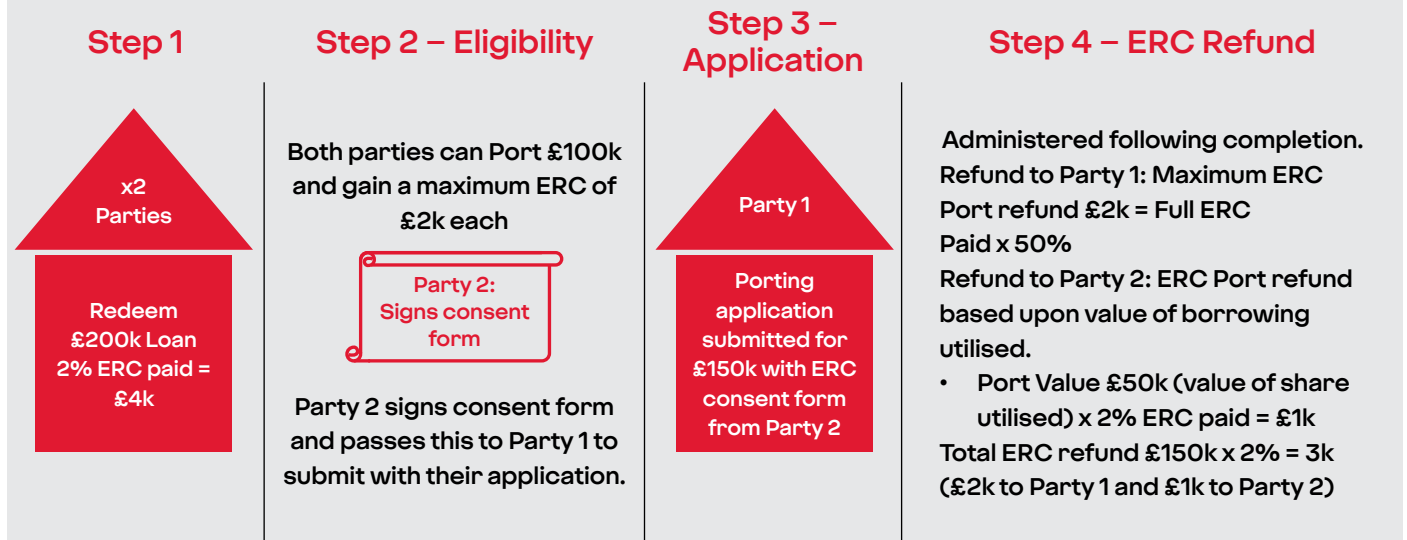 Step 1
x2
Parties
Redeem
£200k Loan
2% ERC paid =
£4k
Step 2 – Eligibility
Both parties can Port £100k
and gain a maximum ERC of
£2k each
Party 2:
Signs consent
form
Party 2 signs consent form
and passes this to Party 1 to
submit with their application.
Step 3 –
Application
Party 1
Porting
application
submitted for
£150k with ERC
consent form
from Party 2
Step 4 – ERC Refund
Administered following completion.
Refund to Party 1: Maximum ERC
Port refund £2k = Full ERC
Paid x 50%
Refund to Party 2: ERC Port refund
based upon value of borrowing
utilised.
• Port Value £50k (value of share
utilised) x 2% ERC paid = £1k
Total ERC refund £150k x 2% = 3k
(£2k to Party 1 and £1k to Party 2)